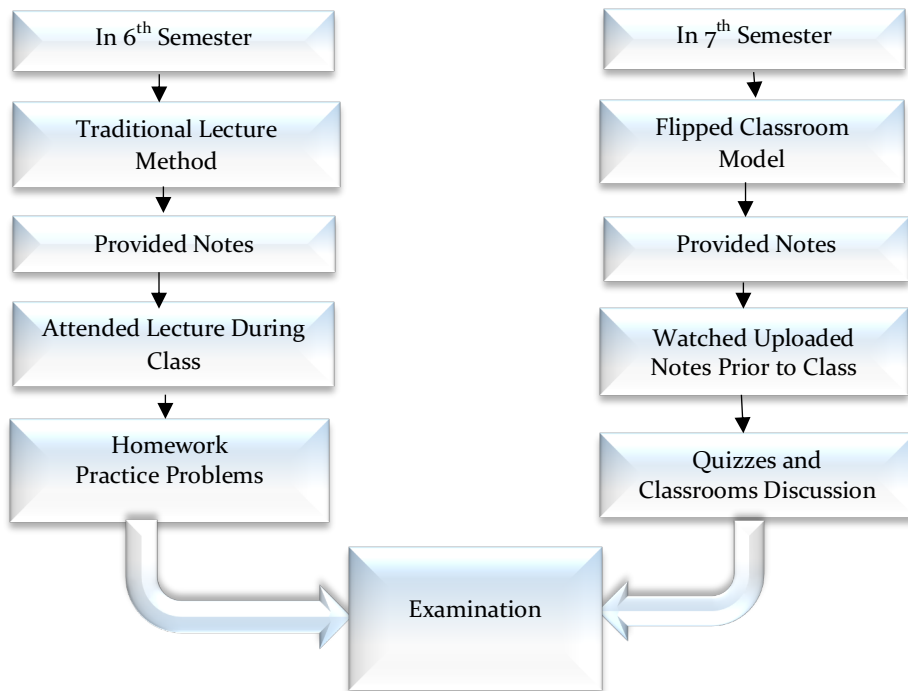 In 6th Semester
Traditional Lecture
Method
Provided Notes
Attended Lecture During
Class
Homework
Practice Problems
In 7th Semester
Flipped Classroom
Model
Provided Notes
Watched Uploaded
Notes Prior to Class
Quizzes and
Classrooms Discussion
Examination